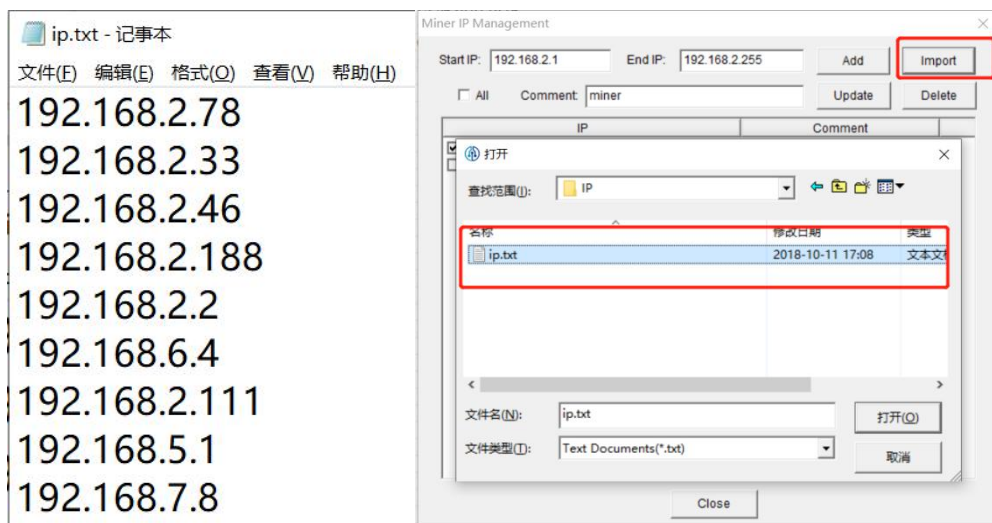 ip.txt - 记事本
文件(F) 编辑(E) 格式(O) 查看(V) 帮助(H)
192.168.2.78
192.168.2.33
192.168.2.46
192.168.2.188
192.168.2.2
192.168.6.4
192.168.2.111
192.168.5.1
192.168.7.8
Miner IP Management
Start IP: 192.168.2.1 End IP: 192.168.2.255 Add Import
All Comment: miner Update Delete
IP Comment
打开
查找范围(I): IP
名称 修改日期 类型
ip.txt 2018-10-11 17:08 文本文
文件名(N): ip.txt 打开(O)
文件类型(T): Text Documents(*.txt) 取消
Close